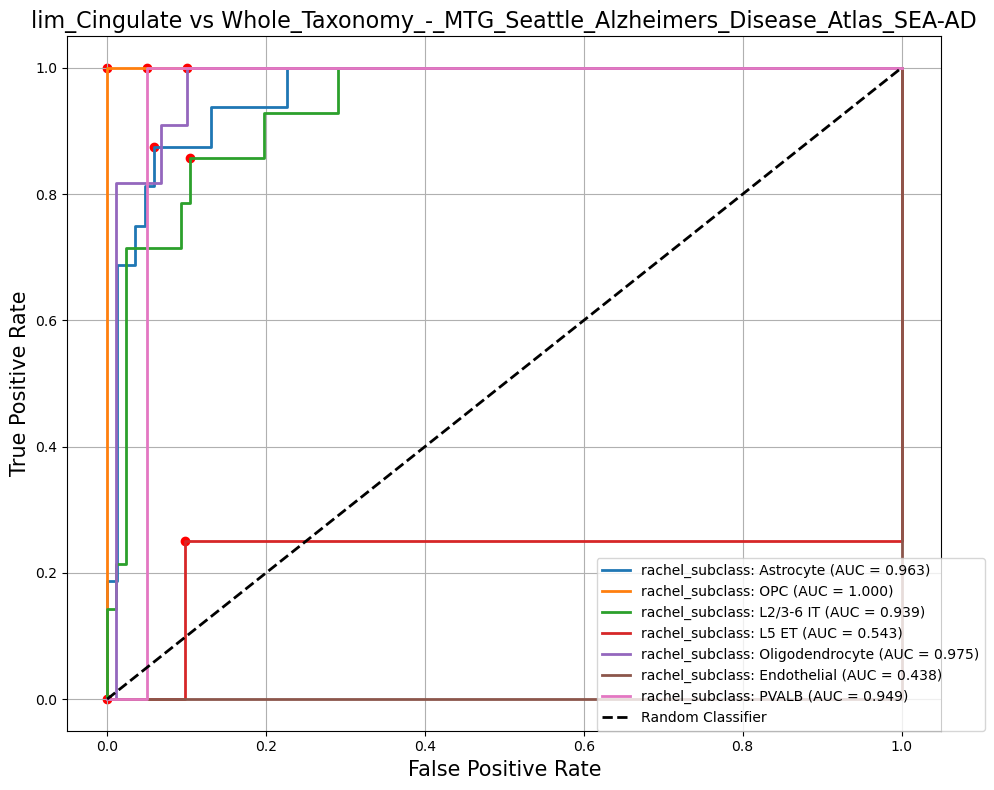 lim_Cingulate vs Whole_Taxonomy_-_MTG_Seattle_Alzheimers_Disease_Atlas_SEA-AD
True Positive Rate
1.0
0.8
0.6
0.4
0.2
0.0
rachel_subclass: Astrocyte (AUC = 0.963)
rachel_subclass: OPC (AUC = 1.000)
rachel_subclass: L2/3-6 IT (AUC = 0.939)
rachel_subclass: L5 ET (AUC = 0.543)
rachel_subclass: Oligodendrocyte (AUC = 0.975)
rachel_subclass: Endothelial (AUC = 0.438)
rachel_subclass: PVALB (AUC = 0.949)
Random Classifier
0.0 0.2 0.4 0.6 0.8 1.0
False Positive Rate